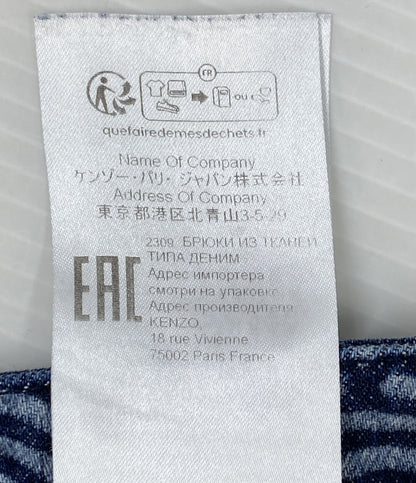 FR
OU
quefairedemesdechets.fr
Name Of Company
ケンゾー・パリ・ジャパン株式会社
Address Of Company
東京都港区北青山3-5-29
2309 БРЮКИ ИЗ ТКАНЕЙ
ТИПА ДЕНИМ
EAC
Адрес импортера
смотри на упаковке
Адрес производителя
KENZO,
18 rue Vivienne
75002 Paris France